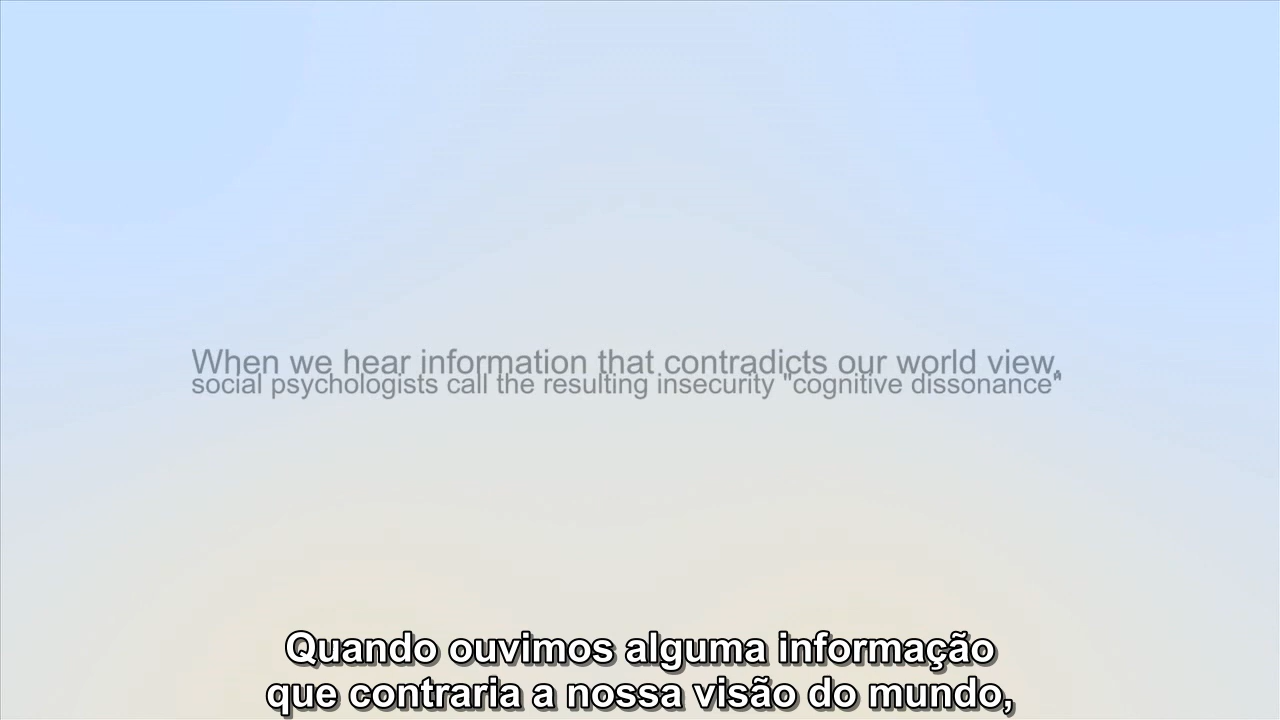 When we hear information that contradicts our world view,
social psychologists call the resulting insecurity "cognitive dissonance"
Quando ouvimos alguma informação
que contraria a nossa visão do mundo,